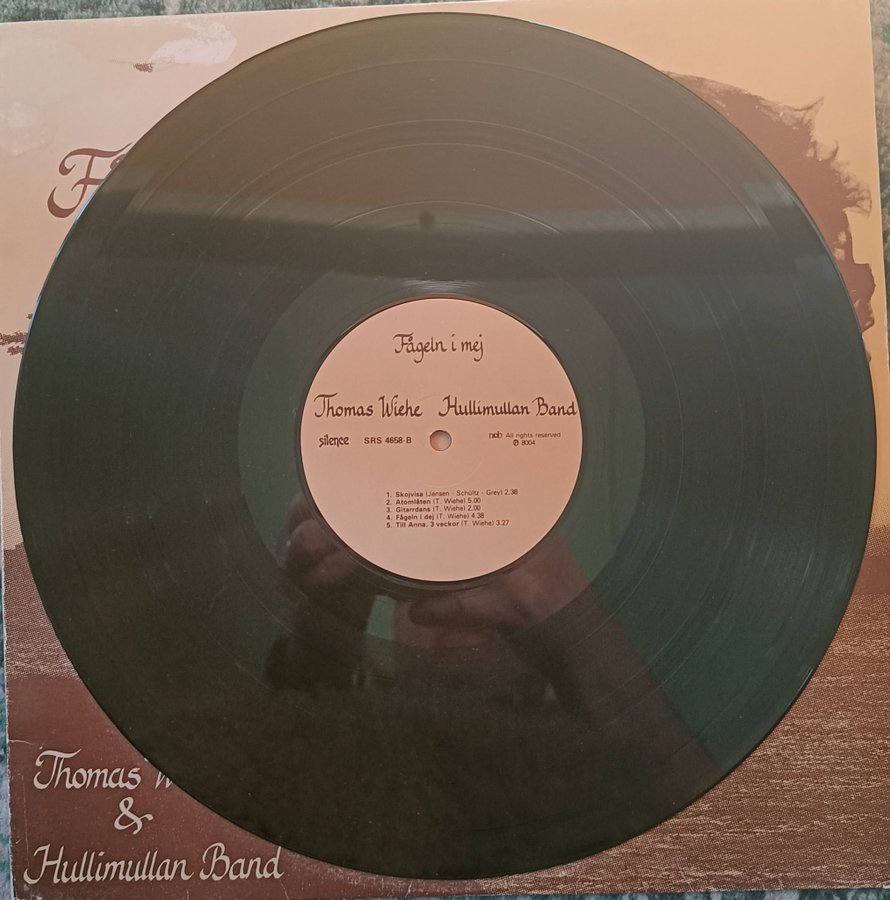 Fågeln i mej
Thomas Wiehe Hullimullan Band
silence SRS 4658-B ncb All rights reserved
℗ 8004
1. Skojvisa (Jensen - Schültz - Grey) 2.38
2. Atomlåten (T. Wiehe) 5.00
3. Gitarrdans (T. Wiehe) 2.00
4. Fågeln i dej (T. Wiehe) 4.38
5. Till Anna, 3 veckor (T. Wiehe) 3.27
Thomas
&
Hullimullan Band